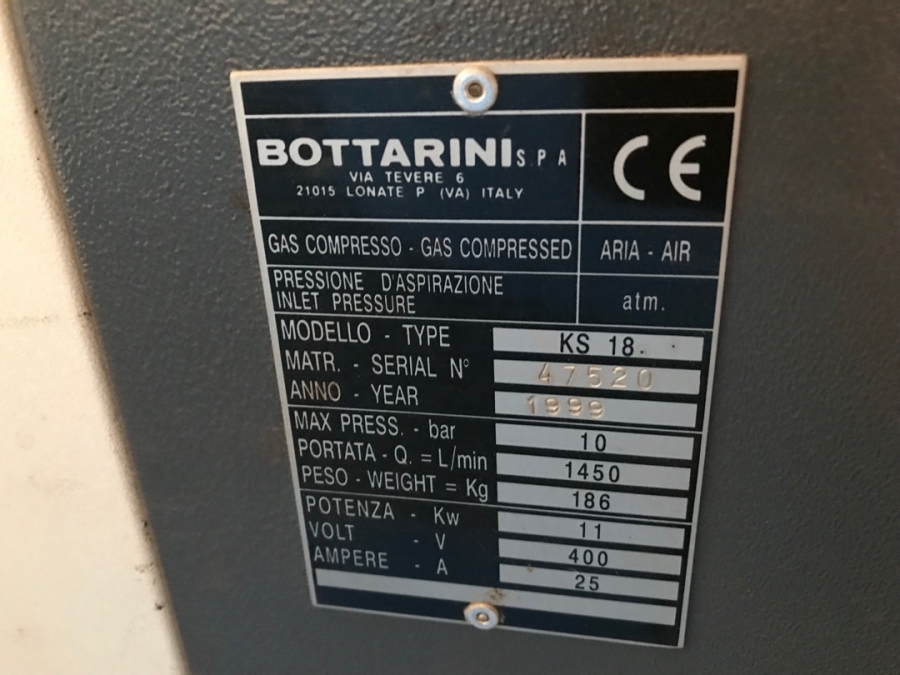 BOTTARINI S.P.A
VIA TEVERE 6
21015 LONATE P (VA) ITALY
CE
GAS COMPRESSO - GAS COMPRESSED ARIA - AIR
PRESSIONE D'ASPIRAZIONE
INLET PRESSURE atm.
MODELLO - TYPE KS 18.
MATR. - SERIAL N° 47520
ANNO - YEAR 1999
MAX PRESS. - bar 10
PORTATA - Q. = L/min 1450
PESO - WEIGHT = Kg 186
POTENZA - Kw 11
VOLT - V 400
AMPERE - A 25